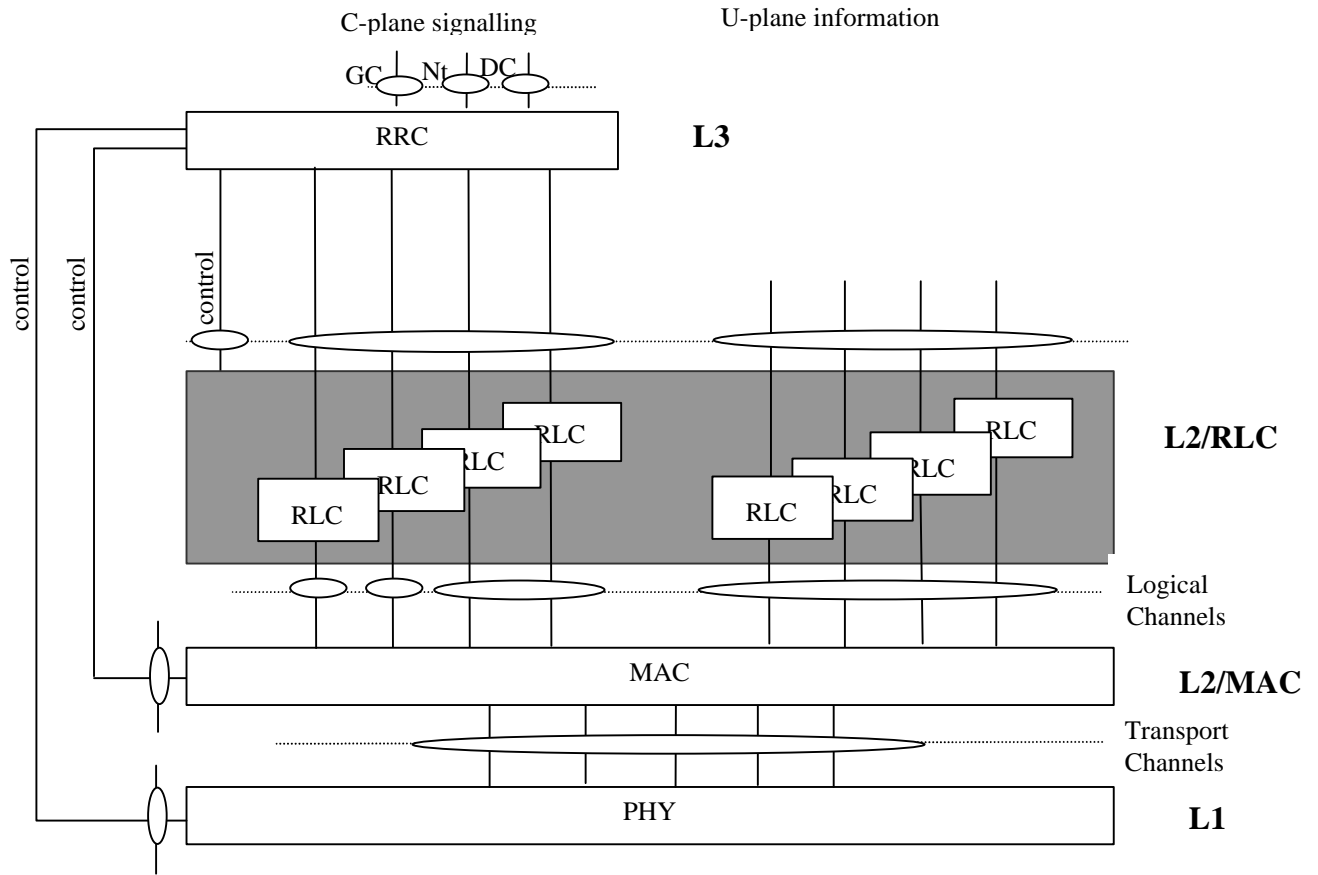 C-plane signalling
U-plane information
GC
Nt
DC
RRC
L3
control
control
control
RLC
RLC
RLC
RLC
RLC
RLC
RLC
RLC
L2/RLC
Logical
Channels
MAC
L2/MAC
Transport
Channels
PHY
L1